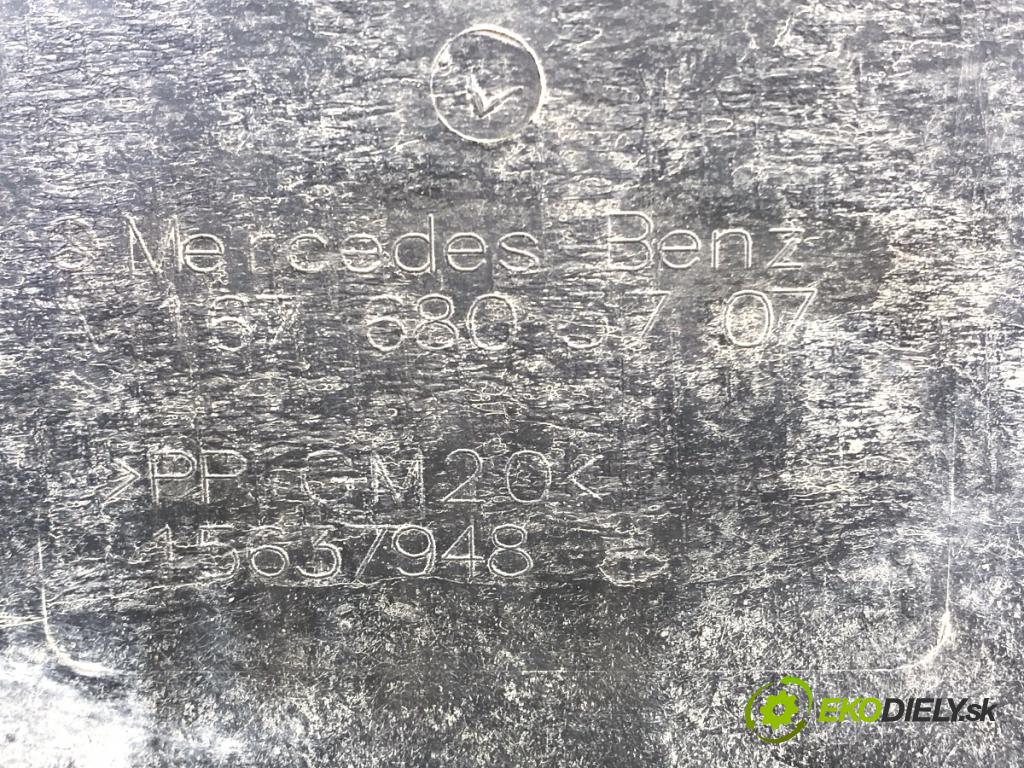 Mercedes Benz
A 167 680 57 07
>PP-GM20<
15637948
EKODIELY.sk